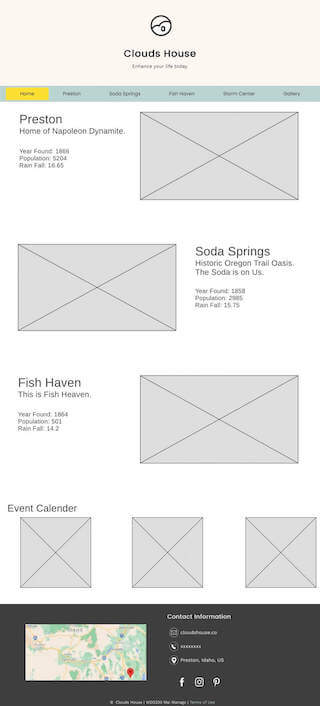 Clouds House
Enhance your life today.
Home Preston Soda Springs Fish Haven Storm Center Gallery
Preston
Home of Napoleon Dynamite.
Year Found: 1866
Population: 5204
Rain Fall: 16.65
Soda Springs
Historic Oregon Trail Oasis.
The Soda is on Us.
Year Found: 1858
Population: 2985
Rain Fall: 15.75
Fish Haven
This is Fish Heaven.
Year Found: 1864
Population: 501
Rain Fall: 14.2
Event Calender
Contact Information
cloudshouse.co
xxxxxxxx
Preston, Idaho, US
© Clouds House | WDD230 | Terms of Use